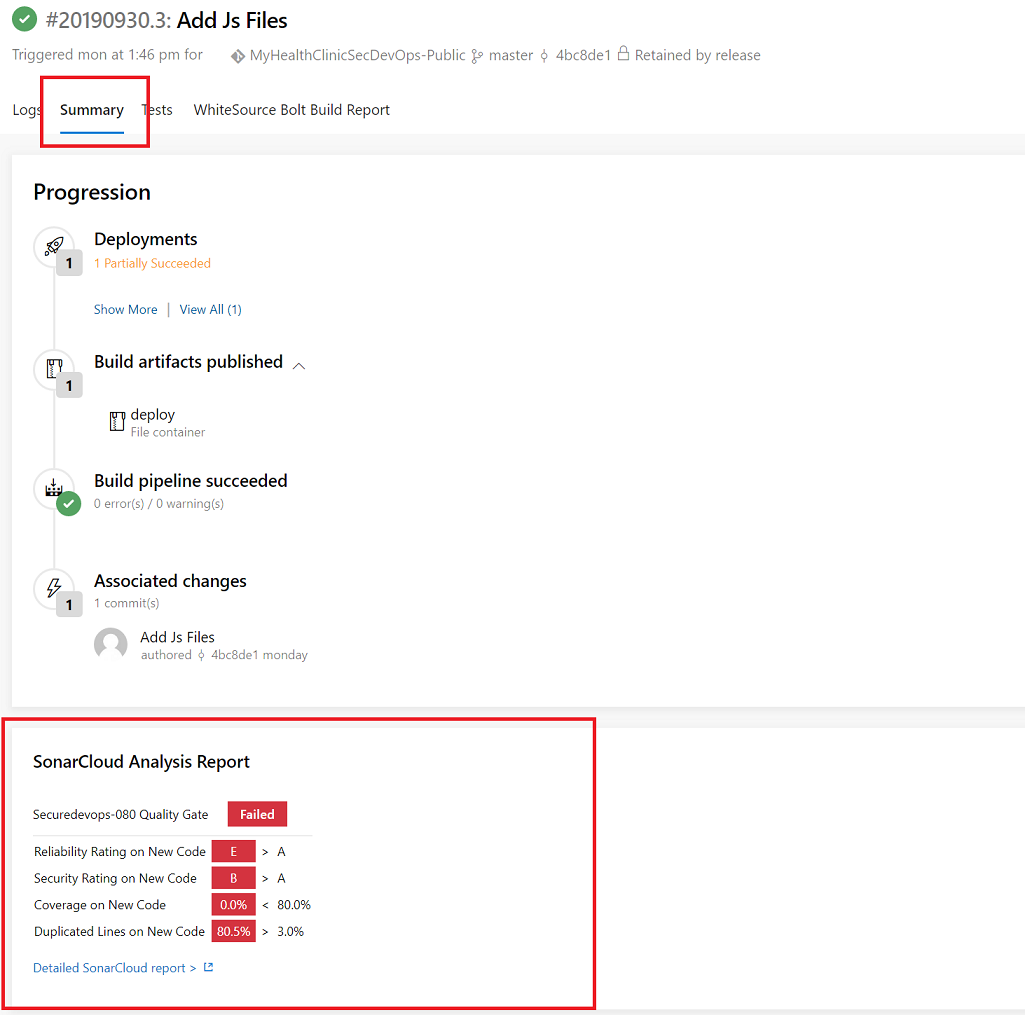 #20190930.3: Add Js Files
Triggered mon at 1:46 pm for MyHealthClinicSecDevOps-Public master 4bc8de1 Retained by release
Logs Summary Tests WhiteSource Bolt Build Report
Progression
Deployments
1
1 Partially Succeeded
Show More | View All (1)
Build artifacts published
1
deploy
File container
Build pipeline succeeded
0 error(s) / 0 warning(s)
Associated changes
1
1 commit(s)
Add Js Files
authored 4bc8de1 monday
SonarCloud Analysis Report
Securedevops-080 Quality Gate Failed
Reliability Rating on New Code E > A
Security Rating on New Code B > A
Coverage on New Code 0.0% < 80.0%
Duplicated Lines on New Code 80.5% > 3.0%
Detailed SonarCloud report >